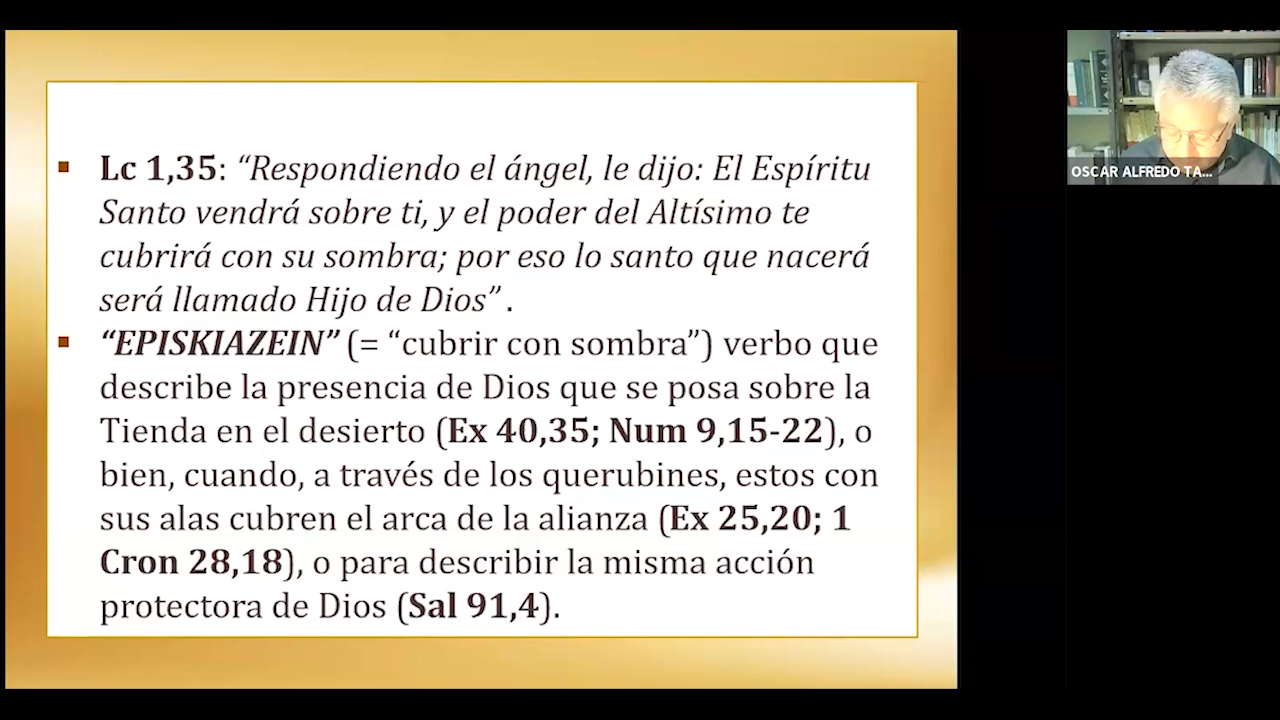 Lc 1,35: “Respondiendo el ángel, le dijo: El Espíritu
Santo vendrá sobre ti, y el poder del Altísimo te
cubrirá con su sombra; por eso lo santo que nacerá
será llamado Hijo de Dios”.
“EPISKIAZEIN” (= “cubrir con sombra”) verbo que
describe la presencia de Dios que se posa sobre la
Tienda en el desierto (Ex 40,35; Num 9,15-22), o
bien, cuando, a través de los querubines, estos con
sus alas cubren el arca de la alianza (Ex 25,20; 1
Cron 28,18), o para describir la misma acción
protectora de Dios (Sal 91,4).
OSCAR ALFREDO TA...